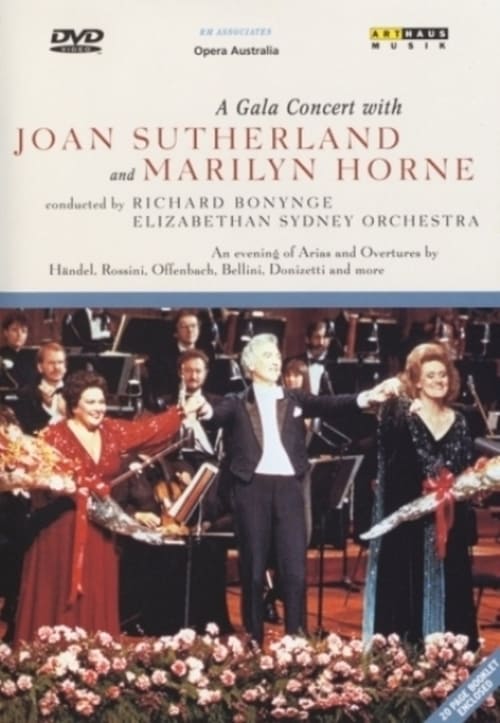 DVD
VIDEO
RM ASSOCIATES
Opera Australia
ARTHAUS
MUSIK
A Gala Concert with
JOAN SUTHERLAND
and MARILYN HORNE
conducted by RICHARD BONYNGE
ELIZABETHAN SYDNEY ORCHESTRA
An evening of Arias and Overtures by
Händel, Rossini, Offenbach, Bellini, Donizetti and more
20 PAGE BOOKLET
ENCLOSED